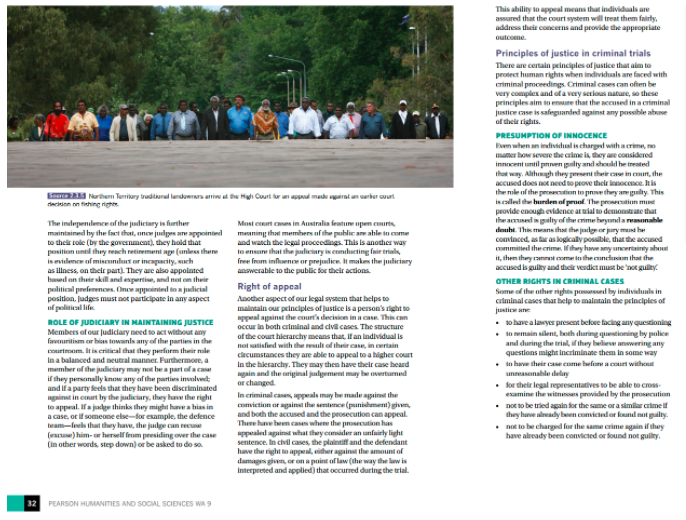 Source 2.3.5 Northern Territory traditional landowners arrive at the High Court for an appeal made against an earlier court
decision on fishing rights.
The independence of the judiciary is further
maintained by the fact that, once judges are appointed
to their role (by the government), they hold that
position until they reach retirement age (unless there
is evidence of misconduct or incapacity, such
as illness, on their part). They are also appointed
based on their skill and expertise, and not on their
political preferences. Once appointed to a judicial
position, judges must not participate in any aspect
of political life.
ROLE OF JUDICIARY IN MAINTAINING JUSTICE
Members of our judiciary need to act without any
favouritism or bias towards any of the parties in the
courtroom. It is critical that they perform their role
in a balanced and neutral manner. Furthermore, a
member of the judiciary may not be a part of a case
if they personally know any of the parties involved;
and if a party feels that they have been discriminated
against in court by the judiciary, they have the right
to appeal. If a judge thinks they might have a bias in
a case, or if someone else—for example, the defence
team—feels that they have, the judge can recuse
(excuse) him- or herself from presiding over the case
(in other words, step down) or be asked to do so.
Most court cases in Australia feature open courts,
meaning that members of the public are able to come
and watch the legal proceedings. This is another way
to ensure that the judiciary is conducting fair trials,
free from influence or prejudice. It makes the judiciary
answerable to the public for their actions.
Right of appeal
Another aspect of our legal system that helps to
maintain our principles of justice is a person's right to
appeal against the court's decision in a case. This can
occur in both criminal and civil cases. The structure
of the court hierarchy means that, if an individual is
not satisfied with the result of their case, in certain
circumstances they are able to appeal to a higher court
in the hierarchy. They may then have their case heard
again and the original judgement may be overturned
or changed.
In criminal cases, appeals may be made against the
conviction or against the sentence (punishment) given,
and both the accused and the prosecution can appeal.
There have been cases where the prosecution has
appealed against what they consider an unfairly light
sentence. In civil cases, the plaintiff and the defendant
have the right to appeal, either against the amount of
damages given, or on a point of law (the way the law is
interpreted and applied) that occurred during the trial.
This ability to appeal means that individuals are
assured that the court system will treat them fairly,
address their concerns and provide the appropriate
outcome.
Principles of justice in criminal trials
There are certain principles of justice that aim to
protect human rights when individuals are faced with
criminal proceedings. Criminal cases can often be
very complex and of a very serious nature, so these
principles aim to ensure that the accused in a criminal
justice case is safeguarded against any possible abuse
of their rights.
PRESUMPTION OF INNOCENCE
Even when an individual is charged with a crime, no
matter how severe the crime is, they are considered
innocent until proven guilty and should be treated
that way. Although they present their case in court, the
accused does not need to prove their innocence. It is
the role of the prosecution to prove they are guilty. This
is called the burden of proof. The prosecution must
provide enough evidence at trial to demonstrate that
the accused is guilty of the crime beyond a reasonable
doubt. This means that the judge or jury must be
convinced, as far as logically possible, that the accused
committed the crime. If they have any uncertainty about
it, then they cannot come to the conclusion that the
accused is guilty and their verdict must be 'not guilty'.
OTHER RIGHTS IN CRIMINAL CASES
Some of the other rights possessed by individuals in
criminal cases that help to maintain the principles of
justice are:
• to have a lawyer present before facing any questioning
• to remain silent, both during questioning by police
and during the trial, if they believe answering any
questions might incriminate them in some way
• to have their case come before a court without
unreasonable delay
• for their legal representatives to be able to cross-
examine the witnesses provided by the prosecution
• not to be tried again for the same or a similar crime if
they have already been convicted or found not guilty.
• not to be charged for the same crime again if they
have already been convicted or found not guilty.
32 PEARSON HUMANITIES AND SOCIAL SCIENCES WA 9